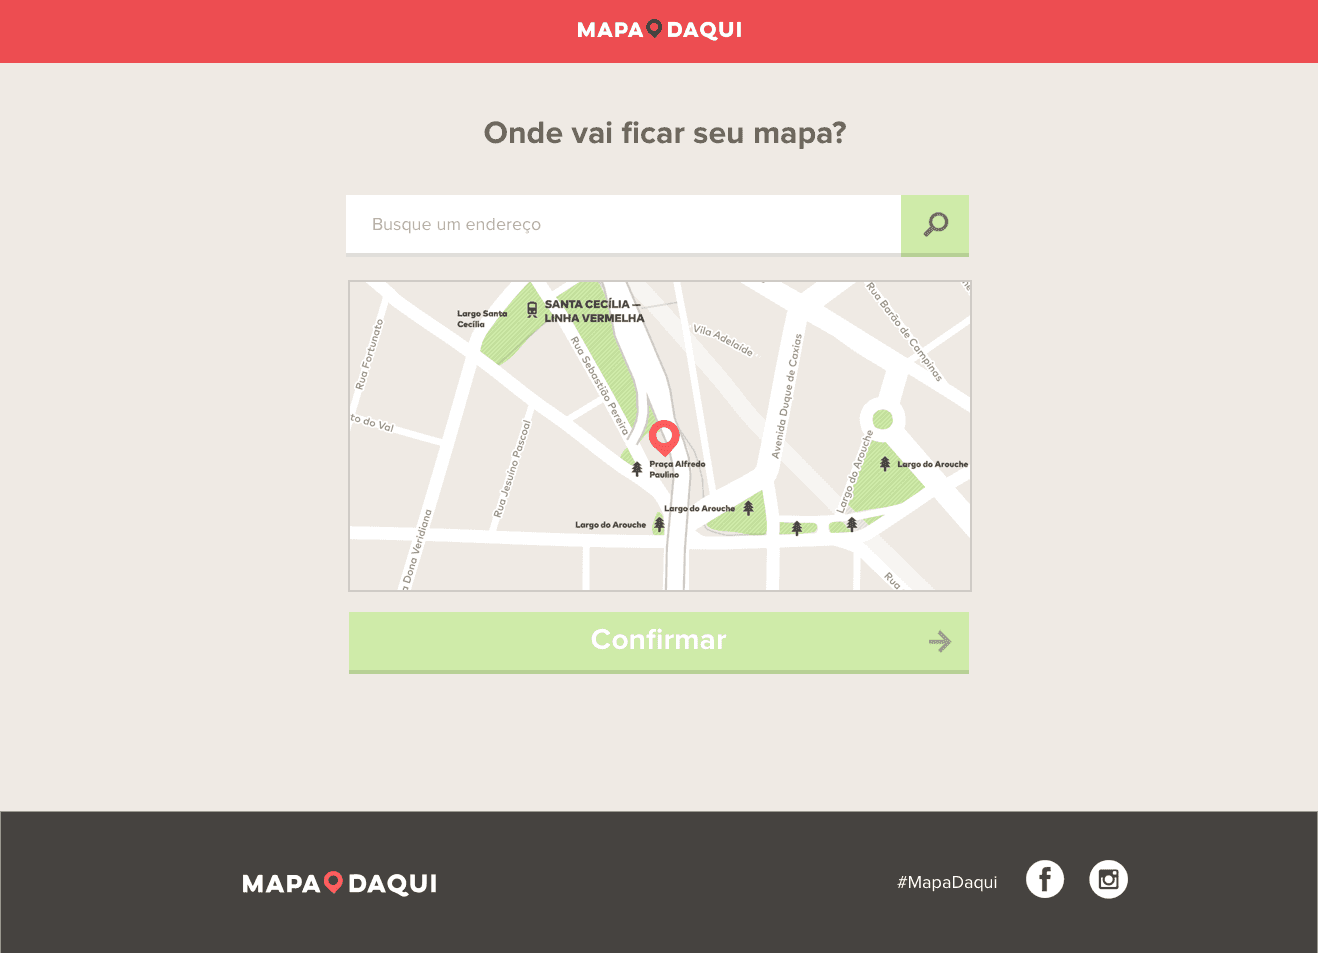 MAPA DAQUI
Onde vai ficar seu mapa?
Busque um endereço
SANTA CECÍLIA –
LINHA VERMELHA
Largo Santa
Cecília
Rua Fortunato
Rua Sebastião Pereira
Vila Adelaide
Avenida Duque de Caxias
Rua Barão de Campinas
to do Val
Rua Jesuíno Pascoal
Praça Alfredo
Paulino
Largo do Arouche
Largo do Arouche
Largo do Arouche
Largo do Arouche
a Dona Veridiana
Rua
Confirmar
MAPA DAQUI
#MapaDaqui